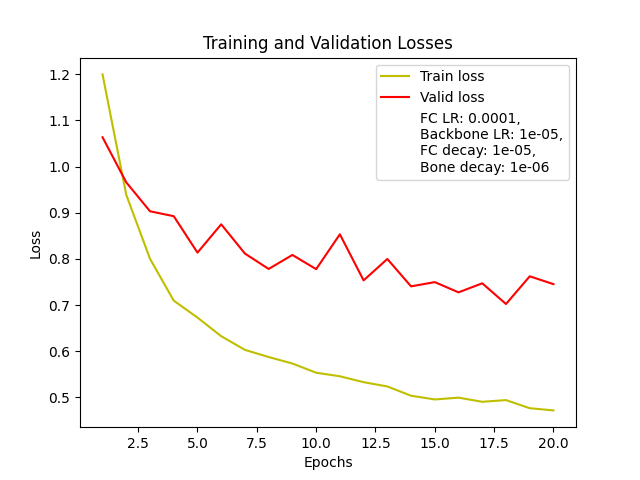 Training and Validation Losses
Train loss
Valid loss
FC LR: 0.0001,
Backbone LR: 1e-05,
FC decay: 1e-05,
Bone decay: 1e-06
Loss
1.2
1.1
1.0
0.9
0.8
0.7
0.6
0.5
2.5 5.0 7.5 10.0 12.5 15.0 17.5 20.0
Epochs